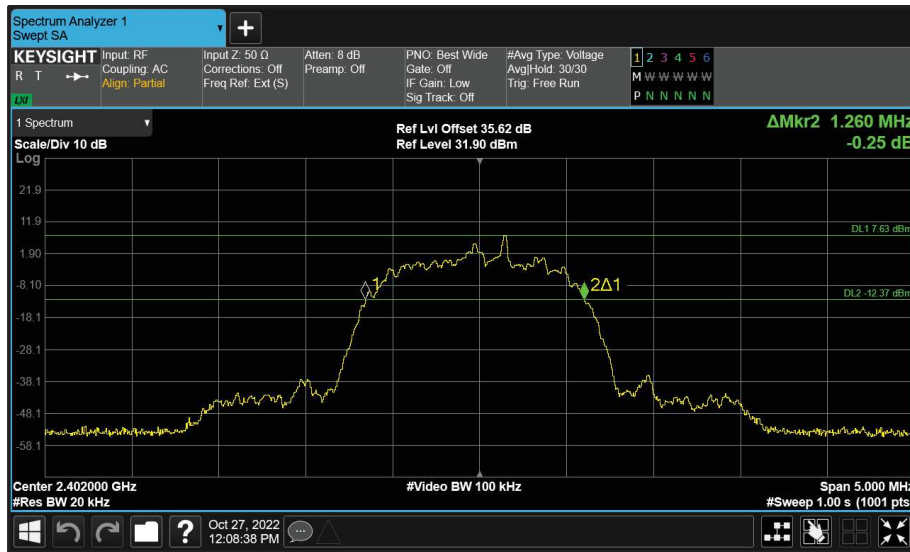 Spectrum Analyzer 1
Swept SA
+
KEYSIGHT Input: RF Input Z: 50 Ω Atten: 8 dB PNO: Best Wide #Avg Type: Voltage 1 2 3 4 5 6
R T Coupling: AC Corrections: Off Preamp: Off Gate: Off Avg|Hold: 30/30 M W W W W W
Align: Partial Freq Ref: Ext (S) IF Gain: Low Trig: Free Run
LXI Sig Track: Off P N N N N N
1 Spectrum Ref Lvl Offset 35.62 dB ΔMkr2 1.260 MHz
Scale/Div 10 dB Ref Level 31.90 dBm -0.25 dB
Log
21.9
11.9
DL1 7.63 dBm
1.90
-8.10 1 2Δ1
DL2 -12.37 dBm
-18.1
-28.1
-38.1
-48.1
-58.1
Center 2.402000 GHz #Video BW 100 kHz Span 5.000 MHz
#Res BW 20 kHz #Sweep 1.00 s (1001 pts
? Oct 27, 2022
12:08:38 PM